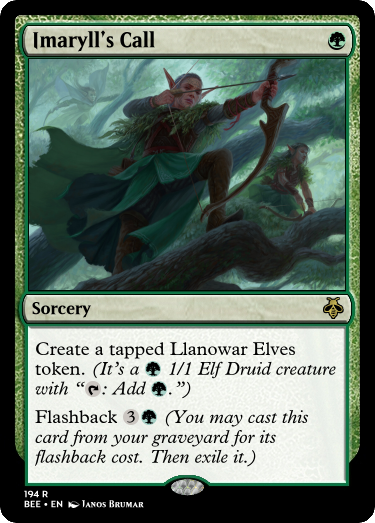 Imaryll's Call
Sorcery
Create a tapped Llanowar Elves
token. (It's a 1/1 Elf Druid creature
with “: Add .”)
Flashback 3 (You may cast this
card from your graveyard for its
flashback cost. Then exile it.)
194 R
BEE • EN Ianos Brumar